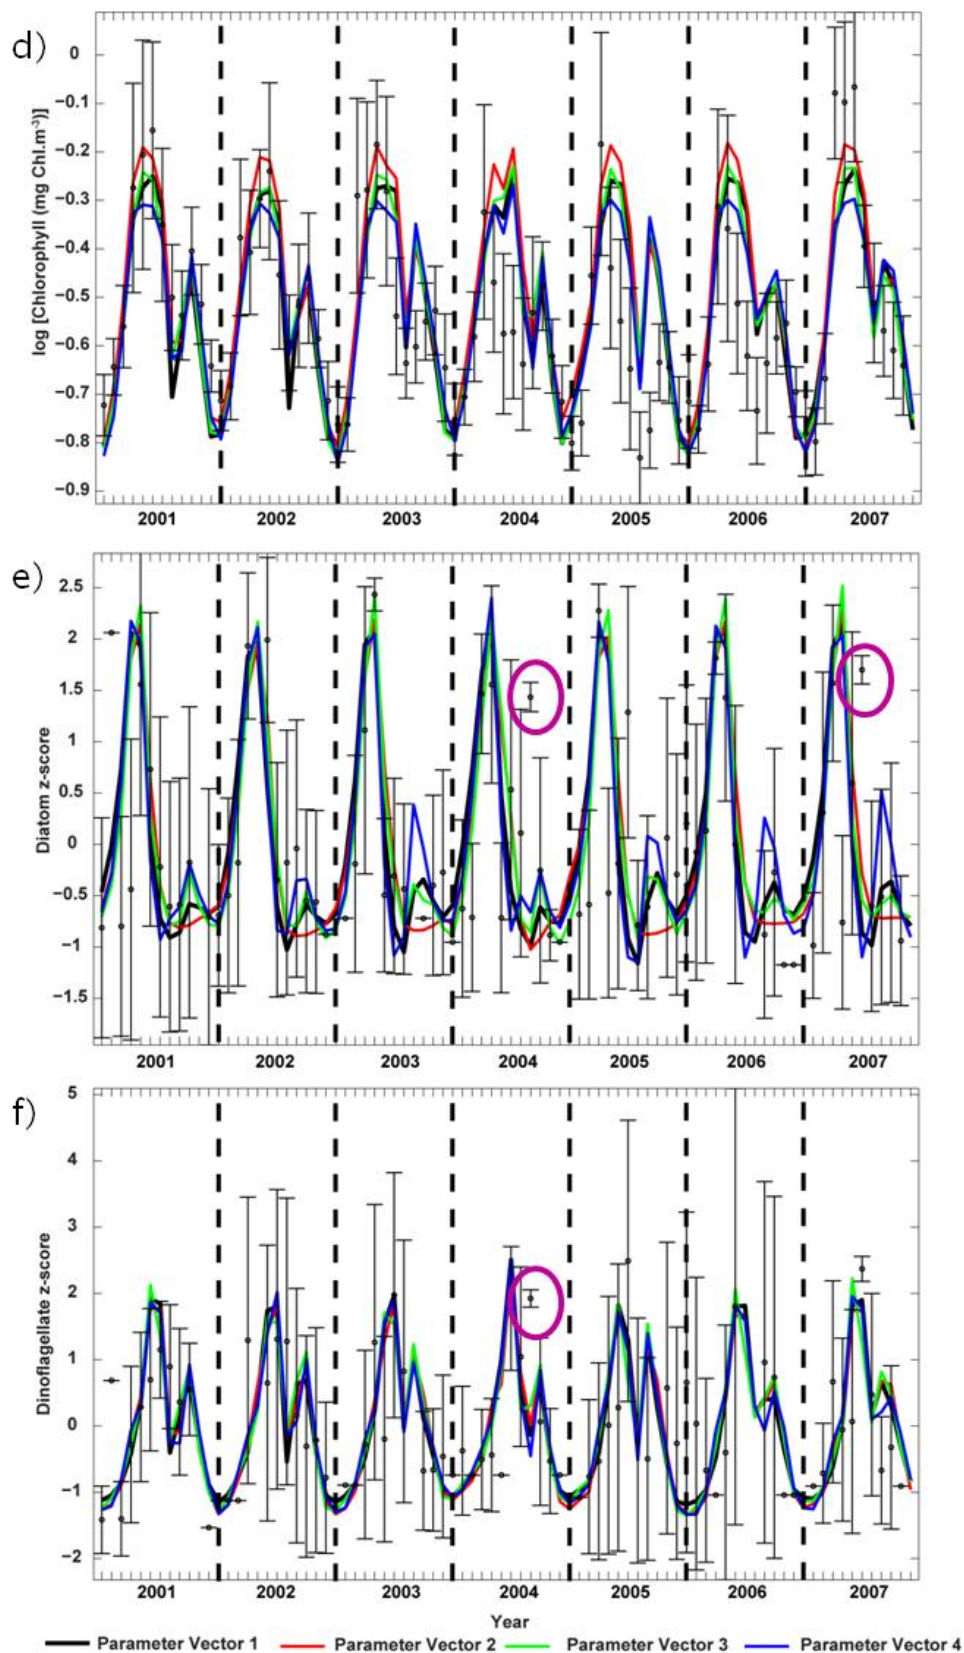 d)
log [Chlorophyll (mg Chl.m⁻³)]
0
−0.1
−0.2
−0.3
−0.4
−0.5
−0.6
−0.7
−0.8
−0.9
2001 2002 2003 2004 2005 2006 2007
e)
Diatom z-score
2.5
2
1.5
1
0.5
0
−0.5
−1
−1.5
2001 2002 2003 2004 2005 2006 2007
f)
Dinoflagellate z-score
5
4
3
2
1
0
−1
−2
2001 2002 2003 2004 2005 2006 2007
Year
Parameter Vector 1 Parameter Vector 2 Parameter Vector 3 Parameter Vector 4